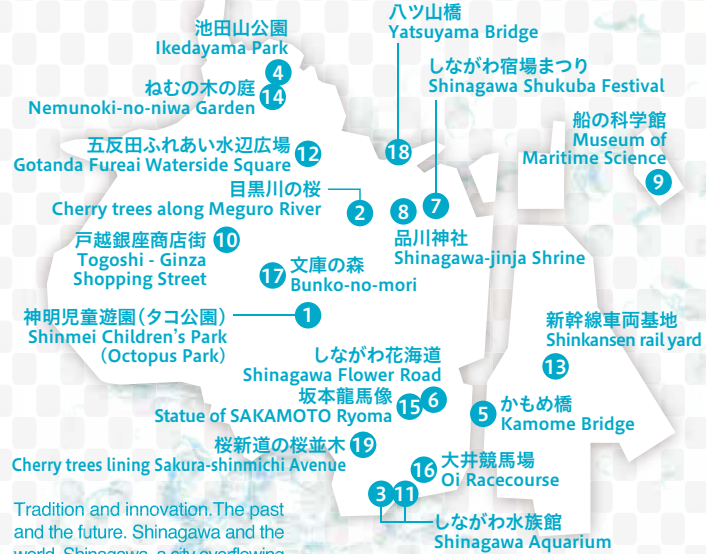 八ツ山橋
Yatsuyama Bridge
池田山公園
Ikedayama Park
4
しながわ宿場まつり
Shinagawa Shukuba Festival
ねむの木の庭
Nemunoki-no-niwa Garden
14
船の科学館
Museum of
Maritime Science
9
五反田ふれあい水辺広場
Gotanda Fureai Waterside Square
12
18
目黒川の桜
Cherry trees along Meguro River
2
8
7
品川神社
Shinagawa-jinja Shrine
戸越銀座商店街
Togoshi - Ginza
Shopping Street
10
17
文庫の森
Bunko-no-mori
神明児童遊園(タコ公園)
Shinmei Children's Park
(Octopus Park)
1
新幹線車両基地
Shinkansen rail yard
13
しながわ花海道
Shinagawa Flower Road
6
坂本龍馬像
Statue of SAKAMOTO Ryoma
15
5
かもめ橋
Kamome Bridge
桜新道の桜並木
Cherry trees lining Sakura-shinmichi Avenue
19
16
大井競馬場
Oi Racecourse
3
11
しながわ水族館
Shinagawa Aquarium
Tradition and innovation.The past
and the future. Shinagawa and the
world. Shinagawa, a city overflowing